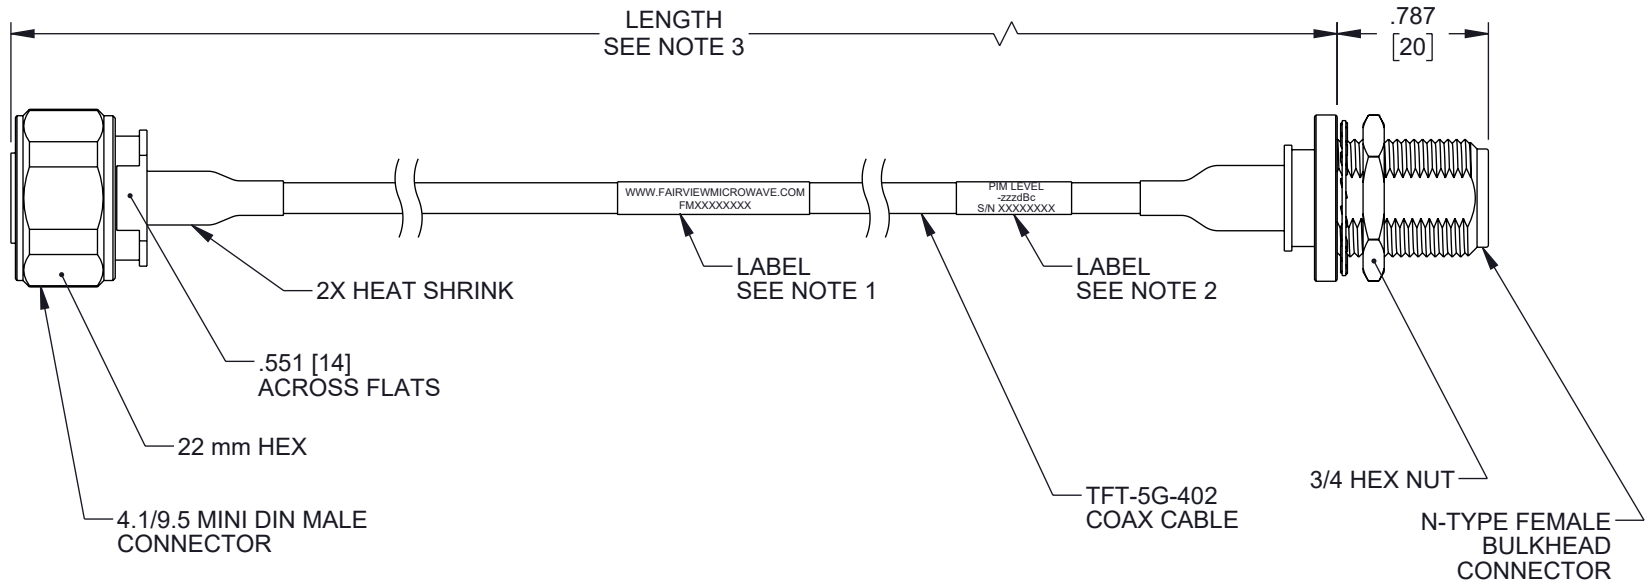 LENGTH
SEE NOTE 3
.787
[20]
WWW.FAIRVIEWMICROWAVE.COM
FMXXXXXXXX
PIM LEVEL
-zzzdBc
S/N XXXXXXXX
2X HEAT SHRINK
LABEL
SEE NOTE 1
LABEL
SEE NOTE 2
.551 [14]
ACROSS FLATS
22 mm HEX
4.1/9.5 MINI DIN MALE
CONNECTOR
TFT-5G-402
COAX CABLE
3/4 HEX NUT
N-TYPE FEMALE
BULKHEAD
CONNECTOR